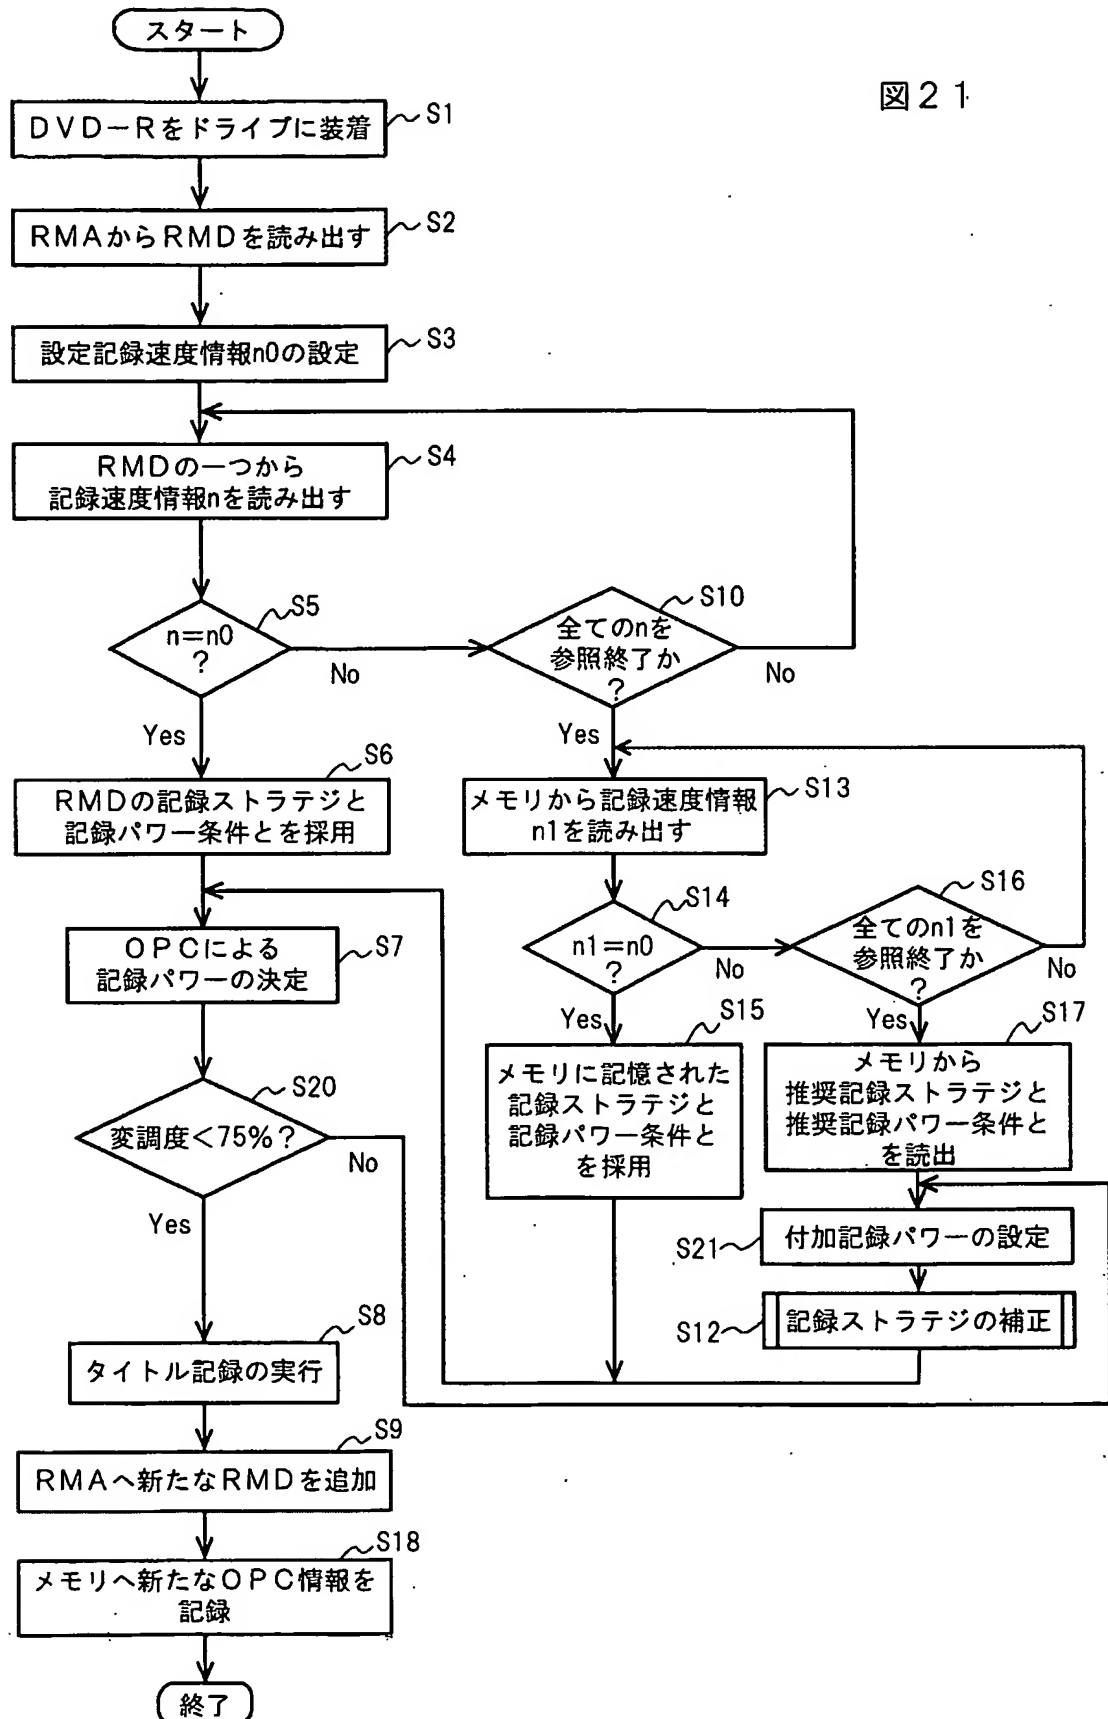 スタート
図21
DVD-Rをドライブに装着
S1
RMAからRMDを読み出す
S2
設定記録速度情報n0の設定
S3
RMDの一つから
記録速度情報nを読み出す
S4
n=n0
?
S5
No
Yes
全てのnを
参照終了か
?
S10
No
Yes
RMDの記録ストラテジと
記録パワー条件とを採用
S6
メモリから記録速度情報
n1を読み出す
S13
OPCによる
記録パワーの決定
S7
n1=n0
?
S14
No
Yes
全てのn1を
参照終了か
?
S16
No
Yes
メモリに記憶された
記録ストラテジと
記録パワー条件と
を採用
S15
メモリから
推奨記録ストラテジと
推奨記録パワー条件と
を読出
S17
変調度<75%?
S20
No
Yes
S21
付加記録パワーの設定
S12
記録ストラテジの補正
タイトル記録の実行
S8
RMAへ新たなRMDを追加
S9
メモリへ新たなOPC情報を
記録
S18
終了